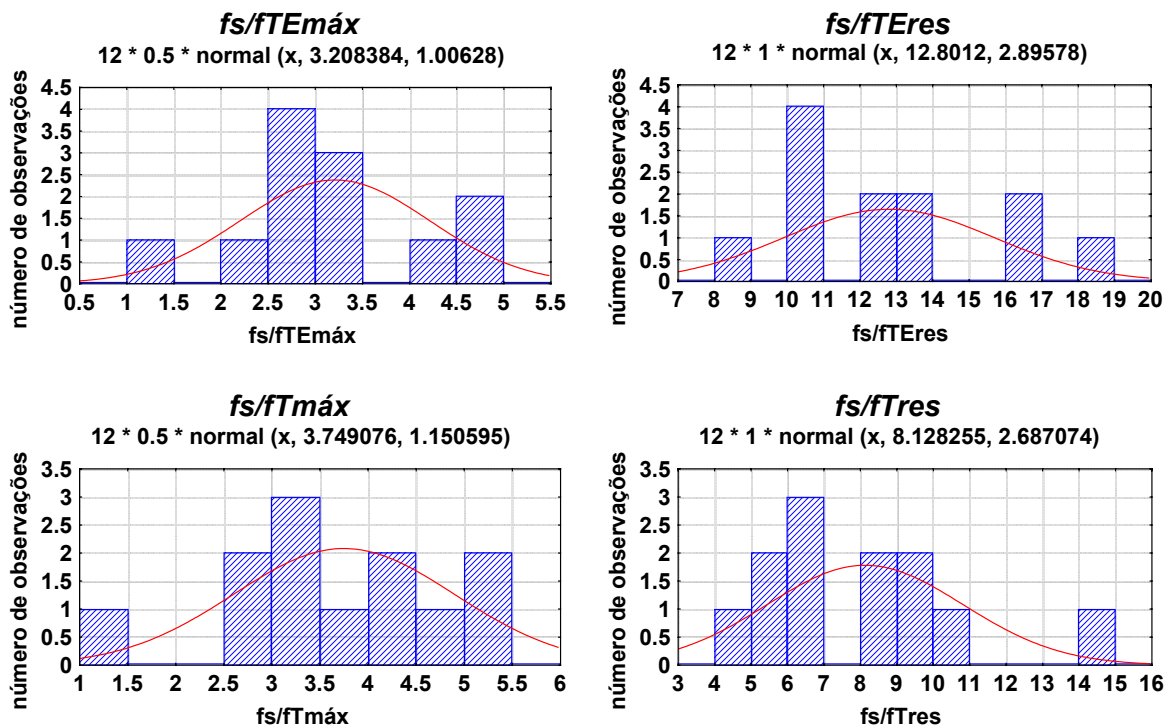 fs/fTEmáx
12 * 0.5 * normal (x, 3.208384, 1.00628)
número de observações
4.5
4
3.5
3
2.5
2
1.5
1
0.5
0
0.5 1 1.5 2 2.5 3 3.5 4 4.5 5 5.5
fs/fTEmáx
fs/fTEres
12 * 1 * normal (x, 12.8012, 2.89578)
número de observações
4.5
4
3.5
3
2.5
2
1.5
1
0.5
0
7 8 9 10 11 12 13 14 15 16 17 18 19 20
fs/fTEres
fs/fTmáx
12 * 0.5 * normal (x, 3.749076, 1.150595)
número de observações
3.5
3
2.5
2
1.5
1
0.5
0
1 1.5 2 2.5 3 3.5 4 4.5 5 5.5 6
fs/fTmáx
fs/fTres
12 * 1 * normal (x, 8.128255, 2.687074)
número de observações
3.5
3
2.5
2
1.5
1
0.5
0
3 4 5 6 7 8 9 10 11 12 13 14 15 16
fs/fTres